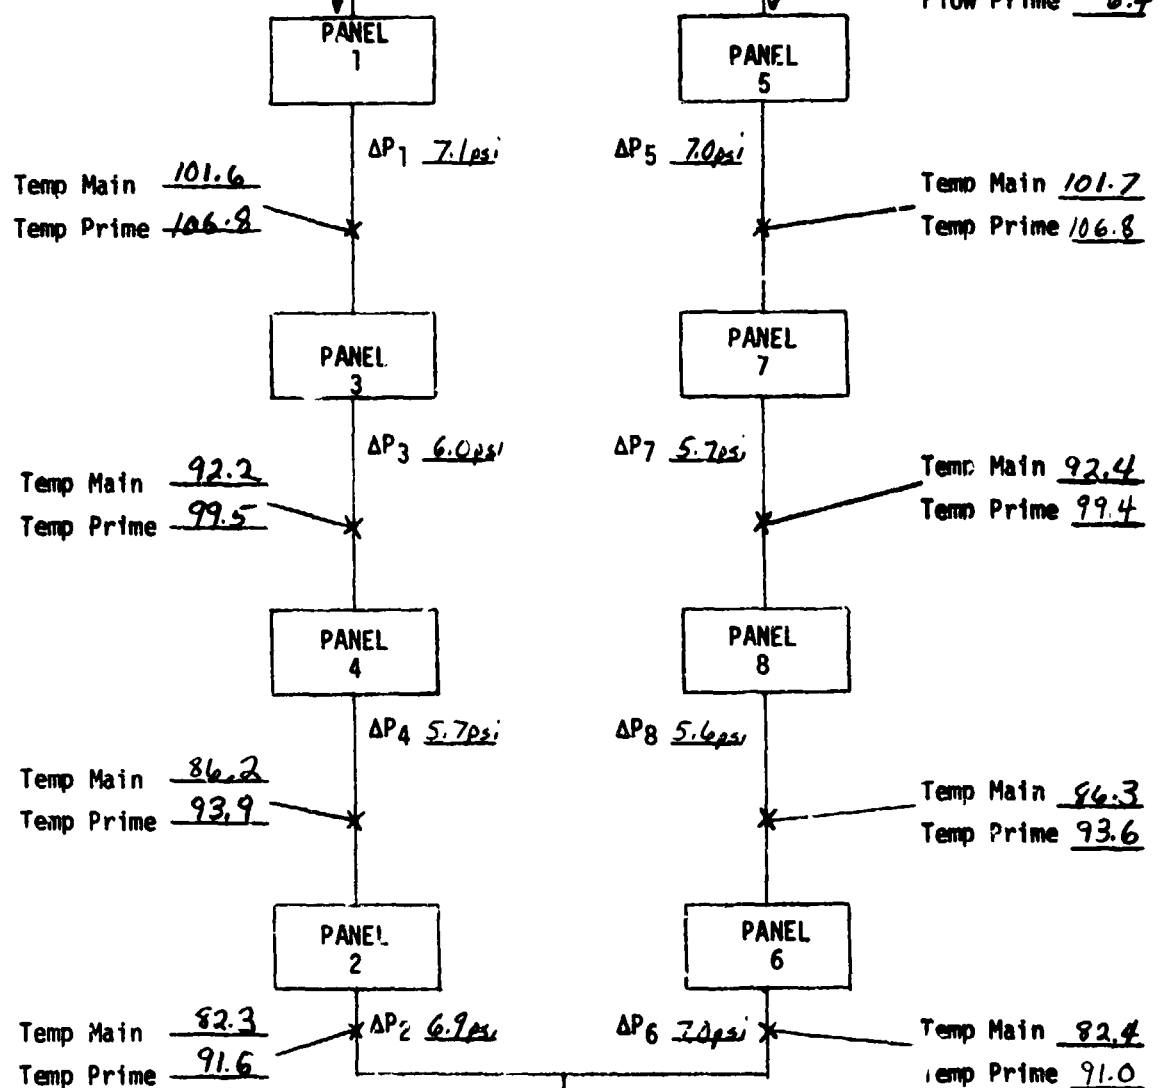 Flow Prime 6.4
PANEL
1
PANEL
5
ΔP1 7.1psi
ΔP5 7.0psi
Temp Main 101.6
Temp Prime 106.8
Temp Main 101.7
Temp Prime 106.8
PANEL
3
PANEL
7
ΔP3 6.0psi
ΔP7 5.7psi
Temp Main 92.2
Temp Prime 99.5
Temp Main 92.4
Temp Prime 99.4
PANEL
4
PANEL
8
ΔP4 5.7psi
ΔP8 5.6psi
Temp Main 86.2
Temp Prime 93.9
Temp Main 86.3
Temp Prime 93.6
PANEL
2
PANEL
6
ΔP2 6.9psi
ΔP6 7.0psi
Temp Main 82.3
Temp Prime 91.6
Temp Main 82.4
Temp Prime 91.0